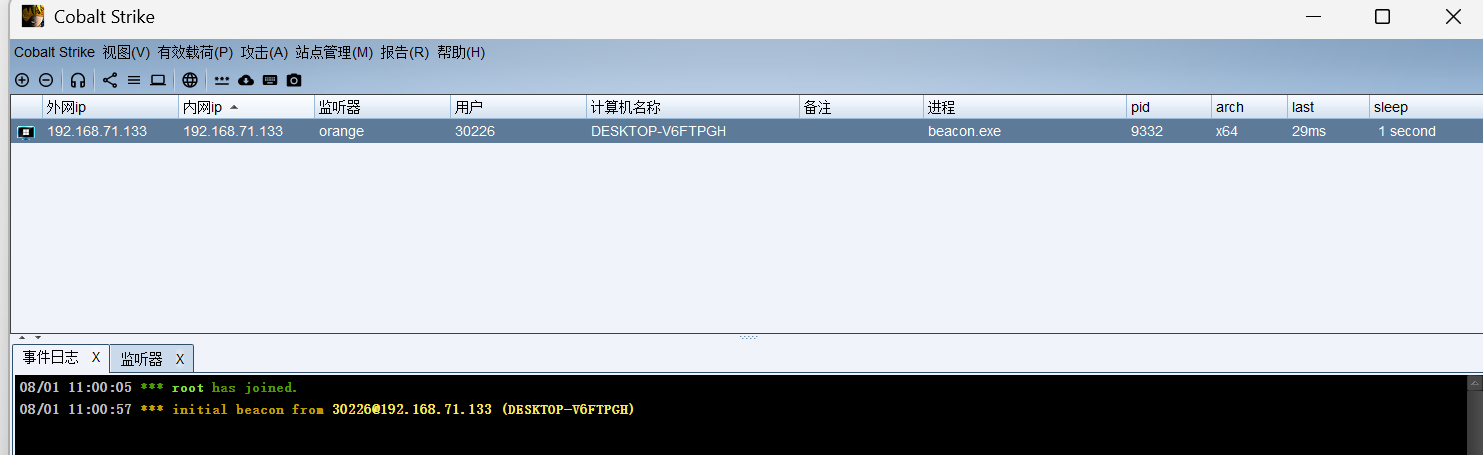 Cobalt Strike
Cobalt Strike 视图(V) 有效载荷(P) 攻击(A) 站点管理(M) 报告(R) 帮助(H)
外网ip 内网ip 监听器 用户 计算机名称 备注 进程 pid arch last sleep
192.168.71.133 192.168.71.133 orange 30226 DESKTOP-V6FTPGH beacon.exe 9332 x64 29ms 1 second
事件日志 X 监听器 X
08/01 11:00:05 *** root has joined.
08/01 11:00:57 *** initial beacon from 30226@192.168.71.133 (DESKTOP-V6FTPGH)